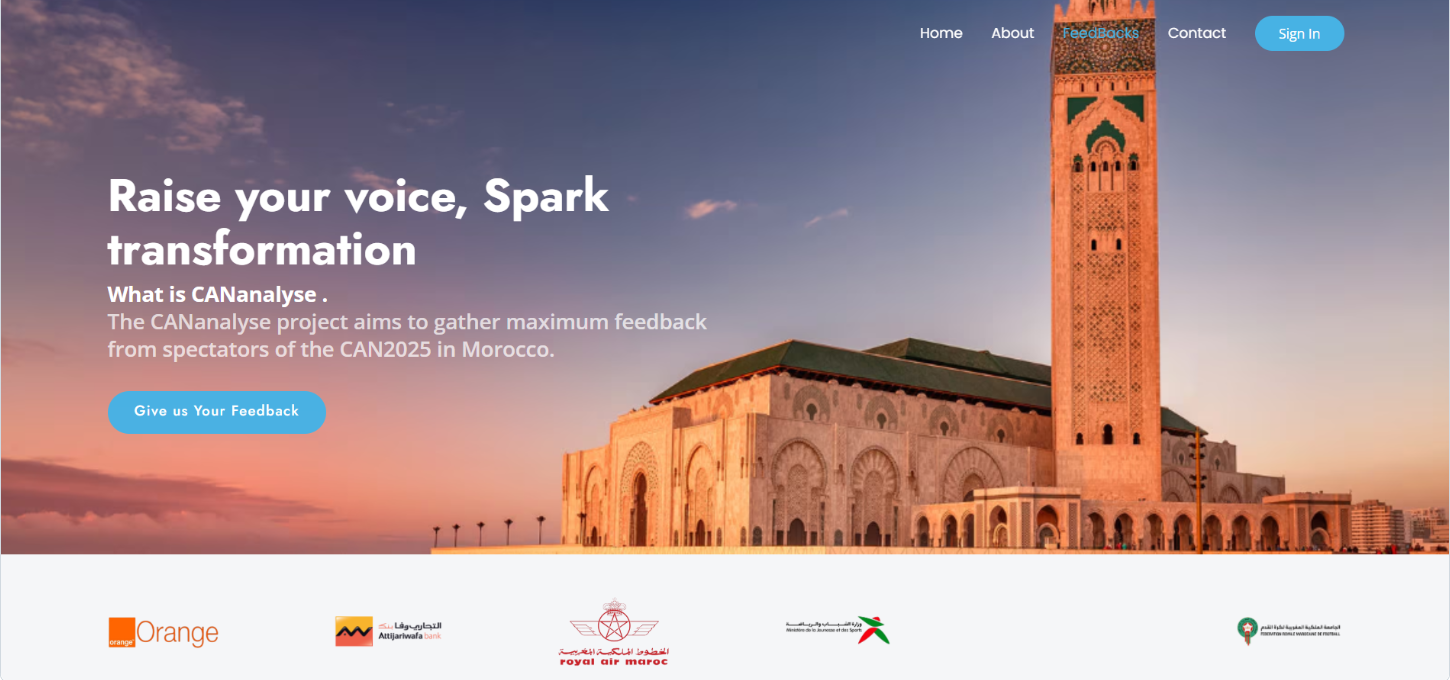 Home About FeedBacks Contact Sign In
Raise your voice, Spark
transformation
What is CANanalyse .
The CANanalyse project aims to gather maximum feedback
from spectators of the CAN2025 in Morocco.
Give us Your Feedback
orange
Orange
التجاري وفا بنك
Attijariwafa bank
الخطوط الملكية المغربية
royal air maroc
وزارة الشباب والرياضة
Ministère de la Jeunesse et des Sports
الجامعة الملكية المغربية لكرة القدم
FEDERATION ROYALE MAROCAINE DE FOOTBALL